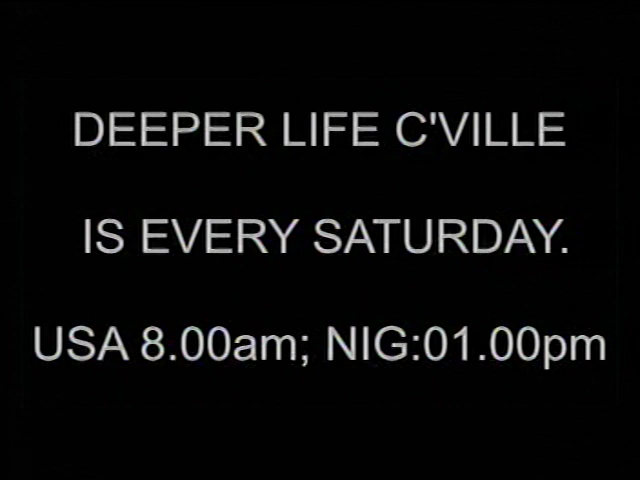 DEEPER LIFE C'VILLE
IS EVERY SATURDAY.
USA 8.00am; NIG:01.00pm